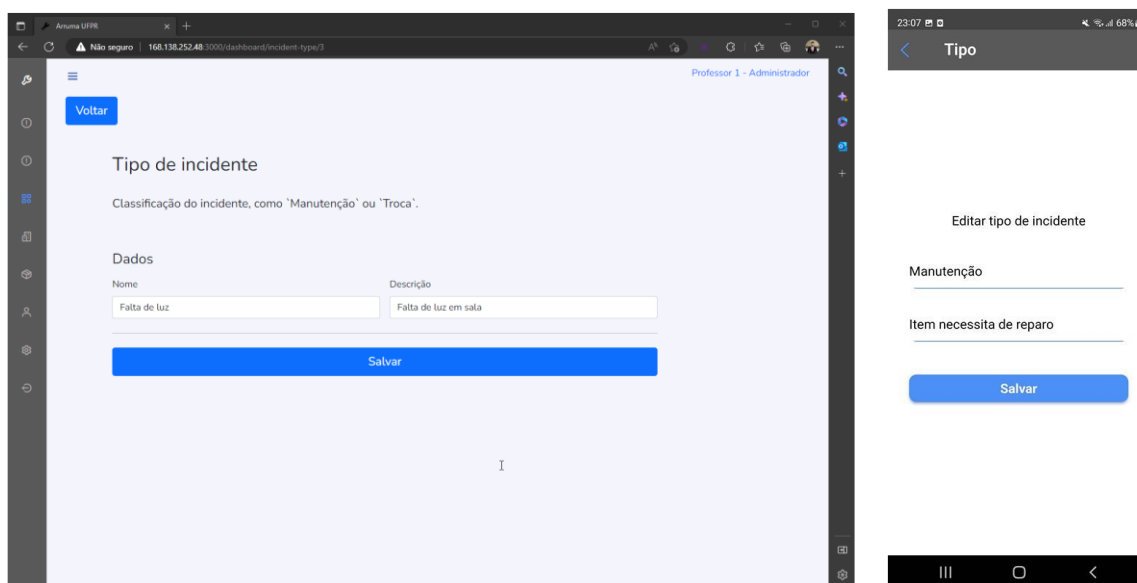 Arruma UFPR
Não seguro
168.138.252.48:3000/dashboard/incident-type/3
Professor 1 - Administrador
Voltar
Tipo de incidente
Classificação do incidente, como `Manutenção` ou `Troca`.
Dados
Nome
Descrição
Falta de luz
Falta de luz em sala
Salvar
23:07
68%
Tipo
Editar tipo de incidente
Manutenção
Item necessita de reparo
Salvar